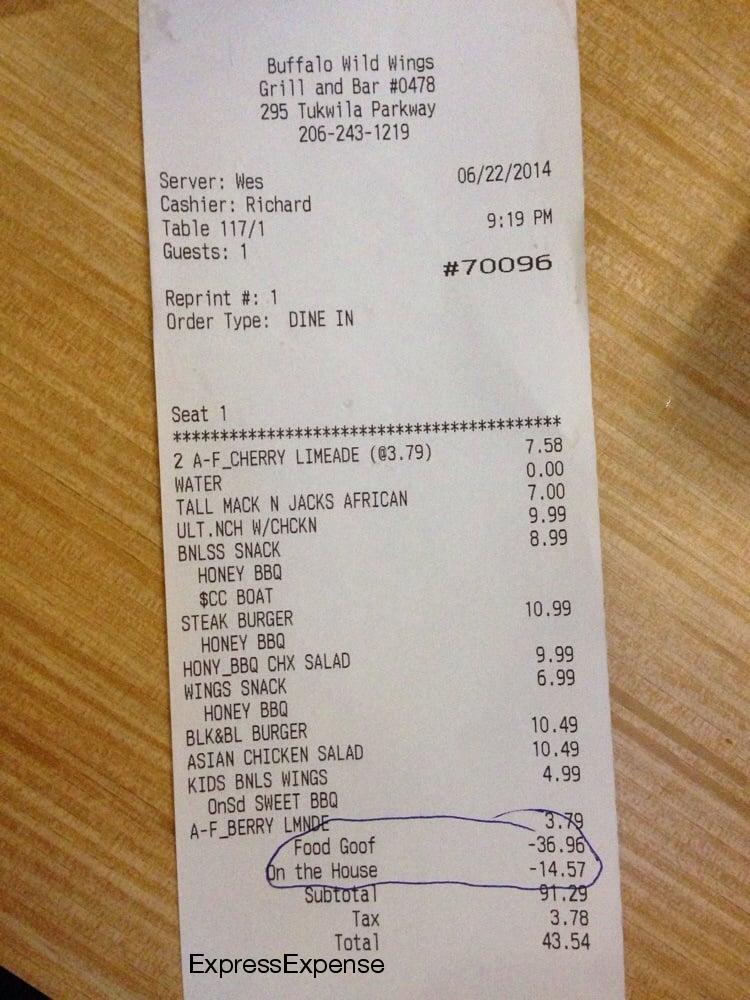 Buffalo Wild Wings
Grill and Bar #0478
295 Tukwila Parkway
206-243-1219
Server: Wes 06/22/2014
Cashier: Richard
Table 117/1 9:19 PM
Guests: 1
#70096
Reprint #: 1
Order Type: DINE IN
Seat 1
*****************************************
2 A-F_CHERRY LIMEADE (@3.79) 7.58
WATER 0.00
TALL MACK N JACKS AFRICAN 7.00
ULT.NCH W/CHCKN 9.99
BNLSS SNACK 8.99
HONEY BBQ
$CC BOAT
STEAK BURGER 10.99
HONEY BBQ
HONY_BBQ CHX SALAD 9.99
WINGS SNACK 6.99
HONEY BBQ
BLK&BL BURGER 10.49
ASIAN CHICKEN SALAD 10.49
KIDS BNLS WINGS 4.99
OnSd SWEET BBQ
A-F_BERRY LMNDE 3.79
Food Goof -36.96
On the House -14.57
Subtotal 91.29
Tax 3.78
Total 43.54
ExpressExpense